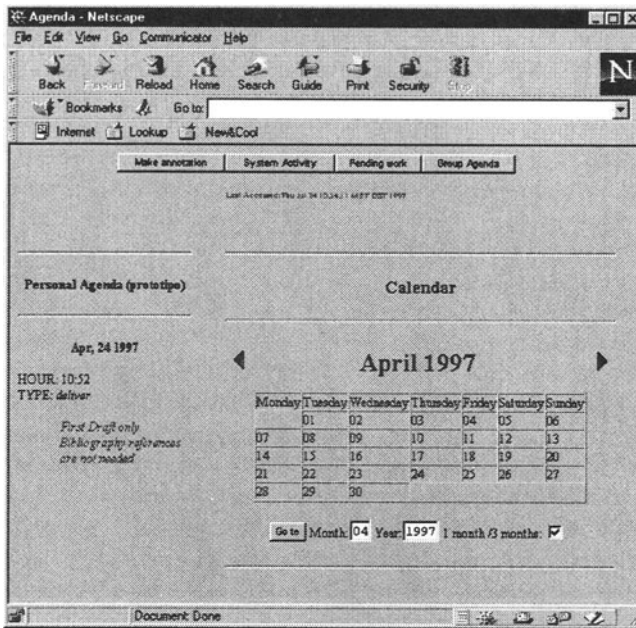 Agenda - Netscape
File Edit View Go Communicator Help
Back Forward Reload Home Search Guide Print Security Stop
Bookmarks Go to:
Internet Lookup New&Cool
Make annotation System Activity Pending work Group Agenda
Personal Agenda (prototipo)
Calendar
Apr, 24 1997
April 1997
HOUR: 10:52
TYPE: deliver
First Draft only
Bibliography references
are not needed
Monday Tuesday Wednesday Thursday Friday Saturday Sunday
01 02 03 04 05 06
07 08 09 10 11 12 13
14 15 16 17 18 19 20
21 22 23 24 25 26 27
28 29 30
Go to Month: 04 Year: 1997 1 month /3 months:
Document: Done